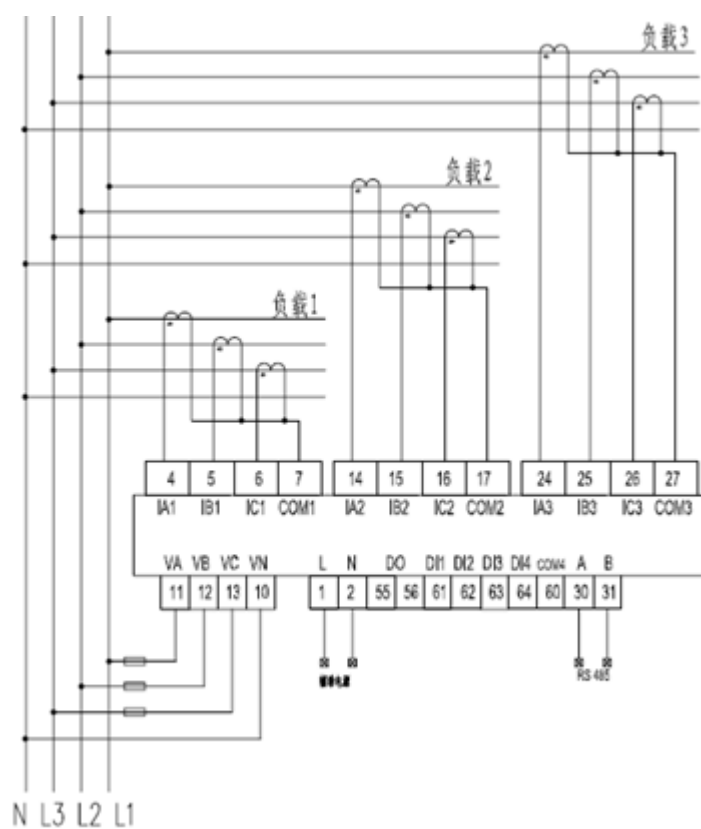 负载3
负载2
负载1
4 5 6 7 14 15 16 17 24 25 26 27
IA1 IB1 IC1 COM1 IA2 IB2 IC2 COM2 IA3 IB3 IC3 COM3
VA VB VC VN L N DO DI1 DI2 DI3 DI4 COM4 A B
11 12 13 10 1 2 55 56 61 62 63 64 60 30 31
RS 485
N L3 L2 L1